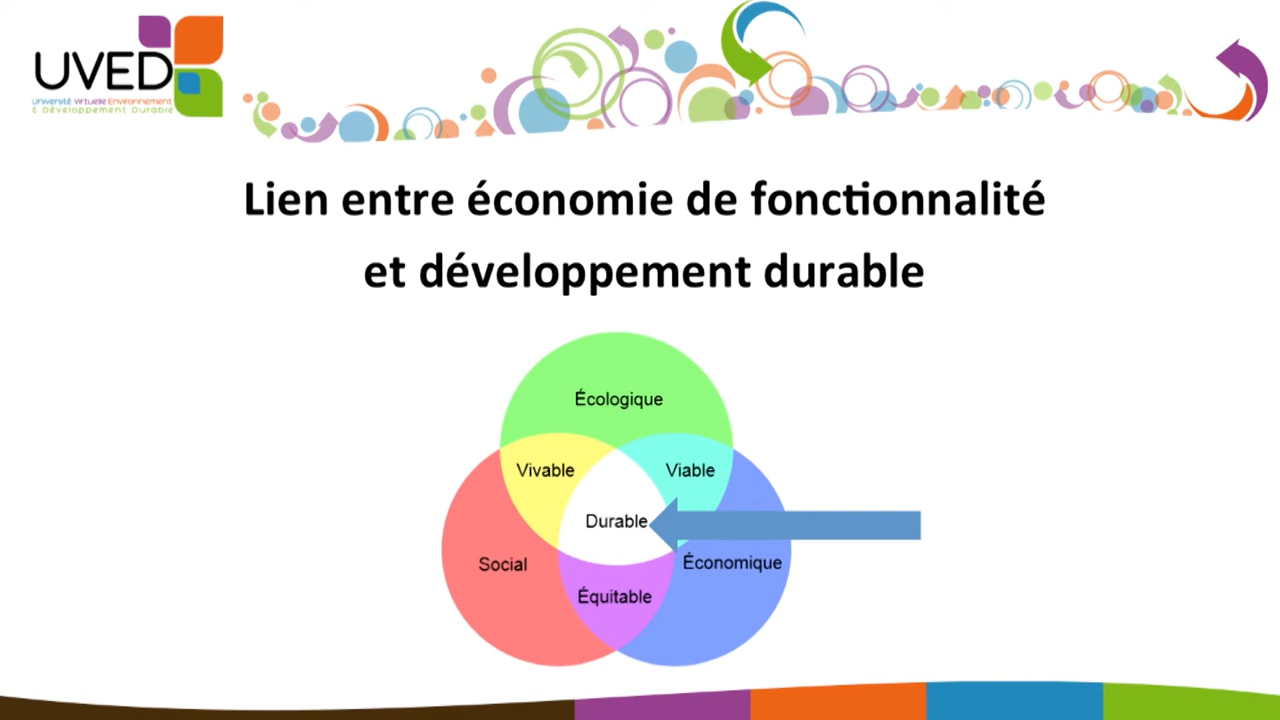 UVED
Université Virtuelle Environnement
& Développement Durable
Lien entre économie de fonctionnalité
et développement durable
Écologique
Vivable
Viable
Durable
Social
Économique
Équitable